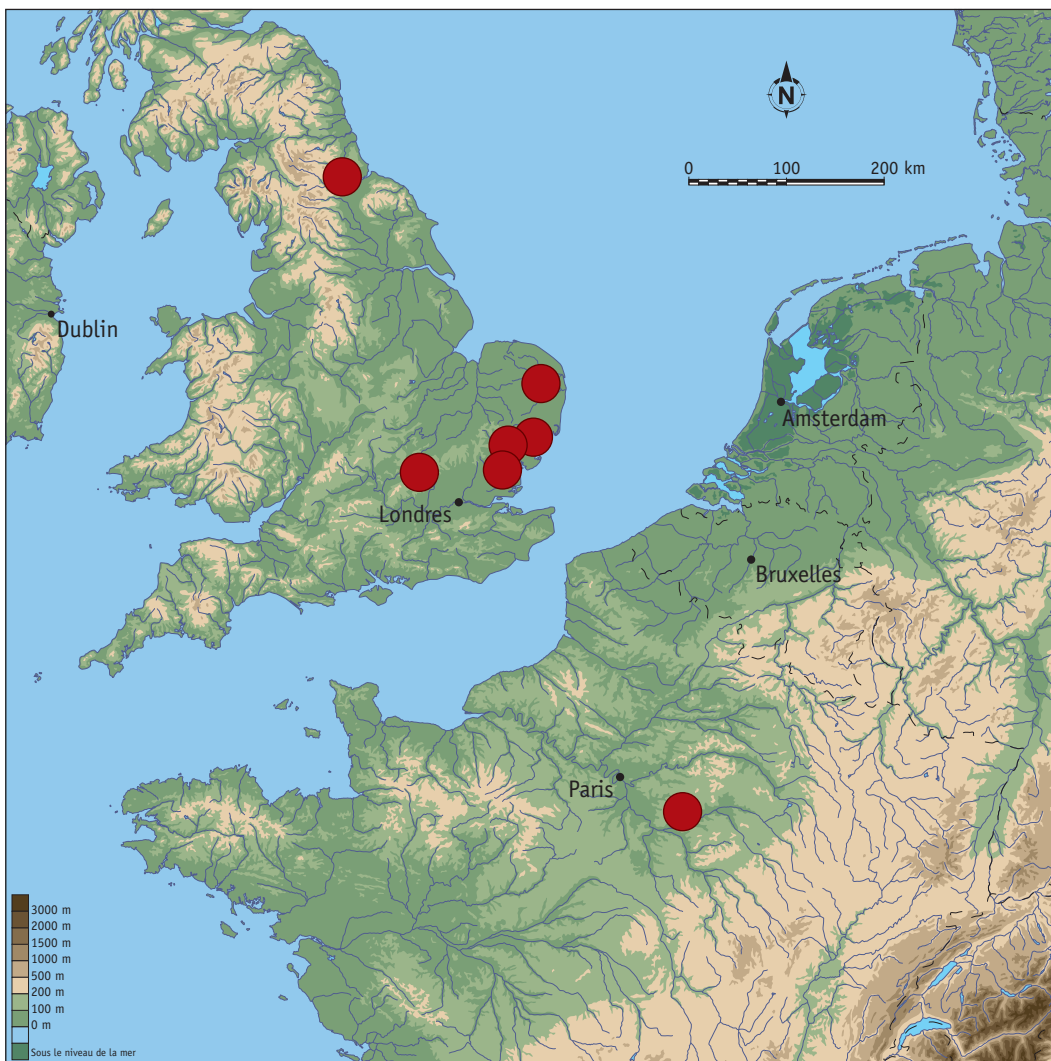 N
0 100 200 km
Dublin
Amsterdam
Londres
Bruxelles
Paris
3000 m
2000 m
1500 m
1000 m
500 m
200 m
100 m
0 m
Sous le niveau de la mer